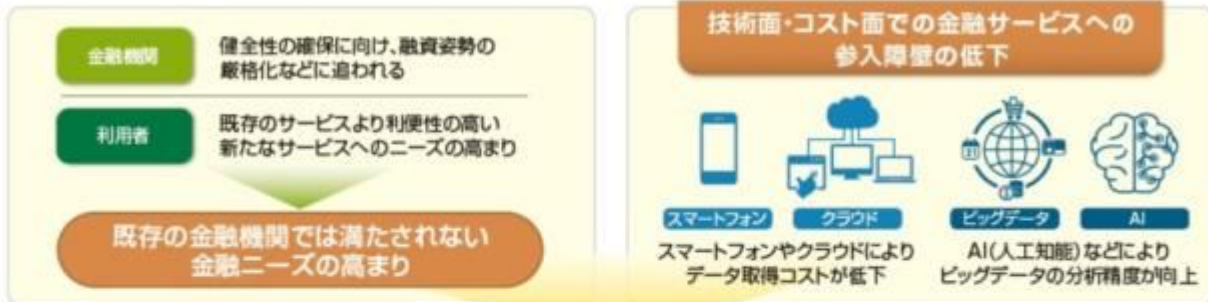 金融機関
健全性の確保に向け、融資姿勢の
厳格化などに追われる
利用者
既存のサービスより利便性の高い
新たなサービスへのニーズの高まり
既存の金融機関では満たされない
金融ニーズの高まり
技術面・コスト面での金融サービスへの
参入障壁の低下
スマートフォン
クラウド
ビッグデータ
AI
スマートフォンやクラウドにより
データ取得コストが低下
AI(人工知能)などにより
ビッグデータの分析精度が向上